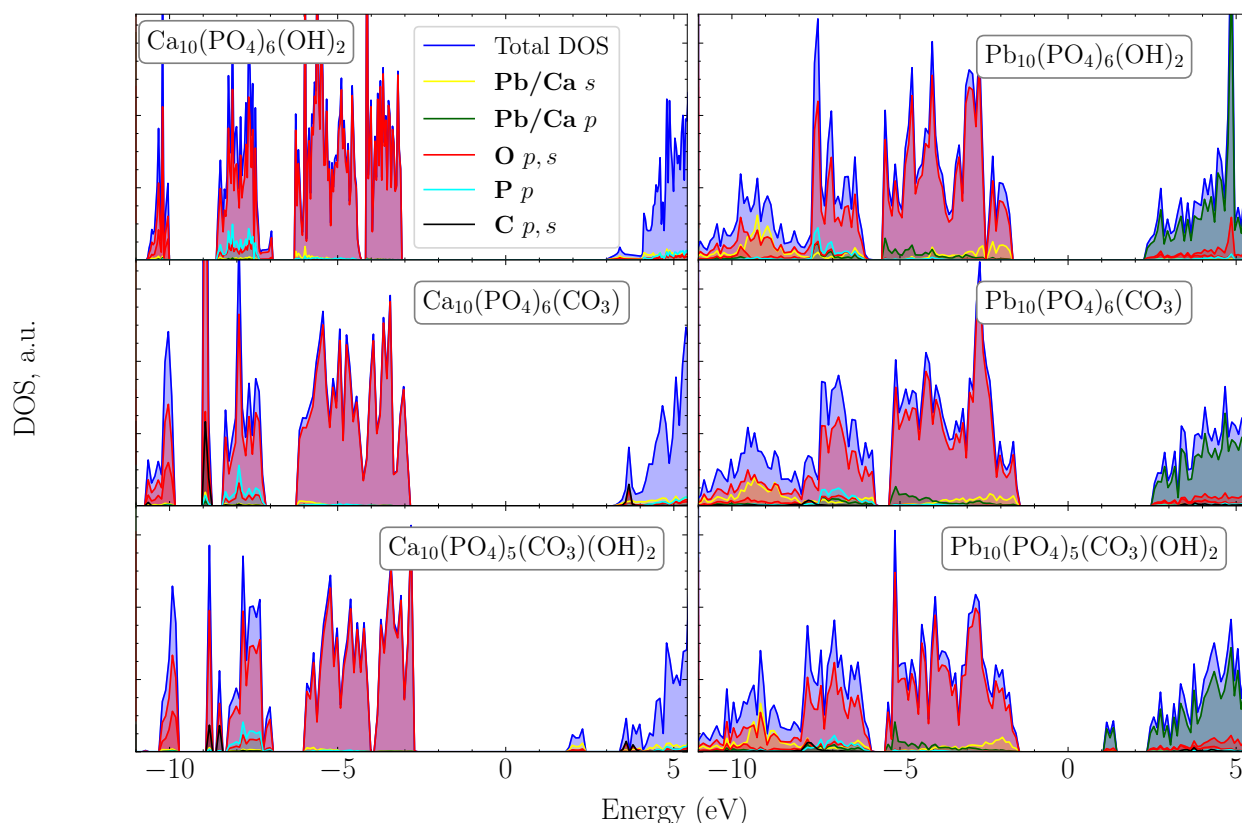 Ca₁₀(PO₄)₆(OH)₂
Total DOS
Pb/Ca s
Pb/Ca p
O p, s
P p
C p, s
Pb₁₀(PO₄)₆(OH)₂
Ca₁₀(PO₄)₆(CO₃)
Pb₁₀(PO₄)₆(CO₃)
Ca₁₀(PO₄)₅(CO₃)(OH)₂
Pb₁₀(PO₄)₅(CO₃)(OH)₂
DOS, a.u.
−10 −5 0 5 −10 −5 0 5
Energy (eV)